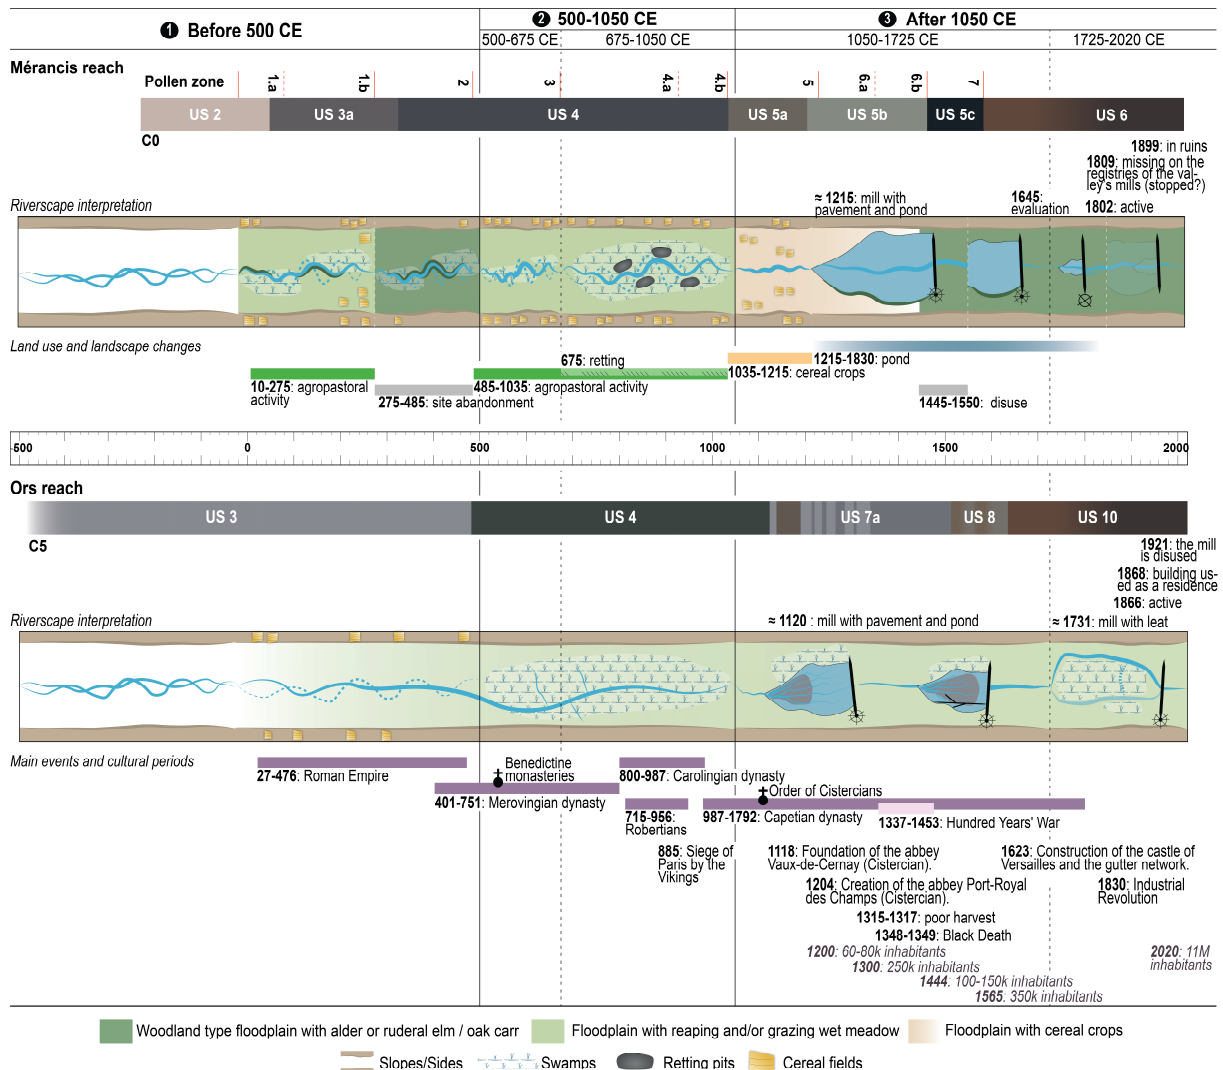 1 Before 500 CE
2 500-1050 CE
3 After 1050 CE
500-675 CE
675-1050 CE
1050-1725 CE
1725-2020 CE
Mérancis reach
Pollen zone
1.a
1.b
2
3
4.a
4.b
5
6.a
6.b
7
US 2
US 3a
US 4
US 5a
US 5b
US 5c
US 6
C0
1899: in ruins
1809: missing on the
registries of the val-
ley's mills (stopped?)
1802: active
1645:
evaluation
≈ 1215: mill with
pavement and pond
Riverscape interpretation
Land use and landscape changes
10-275: agropastoral
activity
275-485: site abandonment
485-1035: agropastoral activity
675: retting
1035-1215: cereal crops
1215-1830: pond
1445-1550: disuse
-500
0
500
1000
1500
2000
Ors reach
US 3
US 4
US 7a
US 8
US 10
C5
1921: the mill
is disused
1868: building us-
ed as a residence
1866: active
≈ 1731: mill with leat
≈ 1120 : mill with pavement and pond
Riverscape interpretation
Main events and cultural periods
27-476: Roman Empire
401-751: Merovingian dynasty
Benedictine
monasteries
800-987: Carolingian dynasty
715-956:
Robertians
Order of Cistercians
987-1792: Capetian dynasty
1337-1453: Hundred Years' War
885: Siege of
Paris by the
Vikings
1118: Foundation of the abbey
Vaux-de-Cernay (Cistercian).
1204: Creation of the abbey Port-Royal
des Champs (Cistercian).
1315-1317: poor harvest
1348-1349: Black Death
1623: Construction of the castle of
Versailles and the gutter network.
1830: Industrial
Revolution
1200: 60-80k inhabitants
1300: 250k inhabitants
1444: 100-150k inhabitants
1565: 350k inhabitants
2020: 11M
inhabitants
Woodland type floodplain with alder or ruderal elm / oak carr
Floodplain with reaping and/or grazing wet meadow
Floodplain with cereal crops
Slopes/Sides
Swamps
Retting pits
Cereal fields